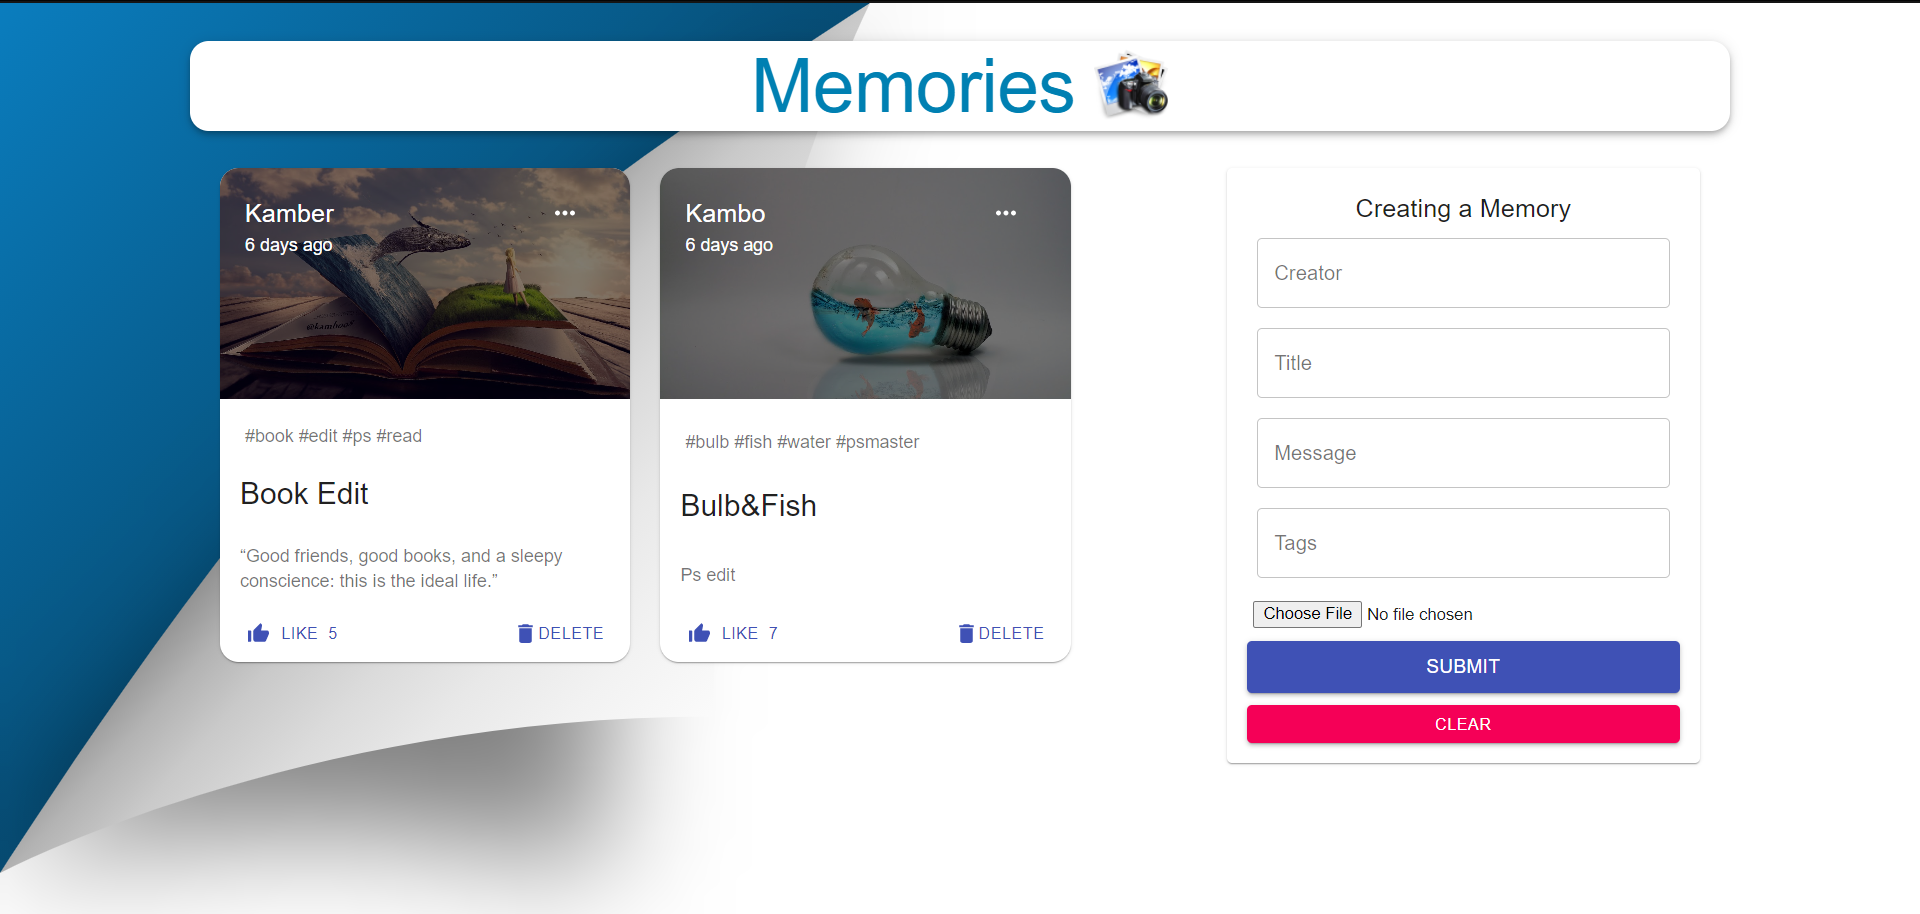 Memories
Kamber
6 days ago
@kamboox
#book #edit #ps #read
Book Edit
“Good friends, good books, and a sleepy
conscience: this is the ideal life.”
LIKE 5
DELETE
Kambo
6 days ago
#bulb #fish #water #psmaster
Bulb&Fish
Ps edit
LIKE 7
DELETE
Creating a Memory
Creator
Title
Message
Tags
Choose File No file chosen
SUBMIT
CLEAR